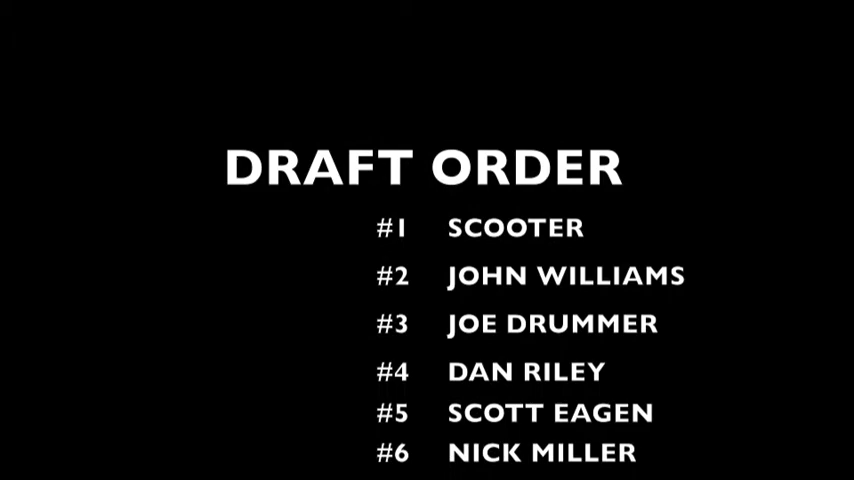 DRAFT ORDER
#1 SCOOTER
#2 JOHN WILLIAMS
#3 JOE DRUMMER
#4 DAN RILEY
#5 SCOTT EAGEN
#6 NICK MILLER